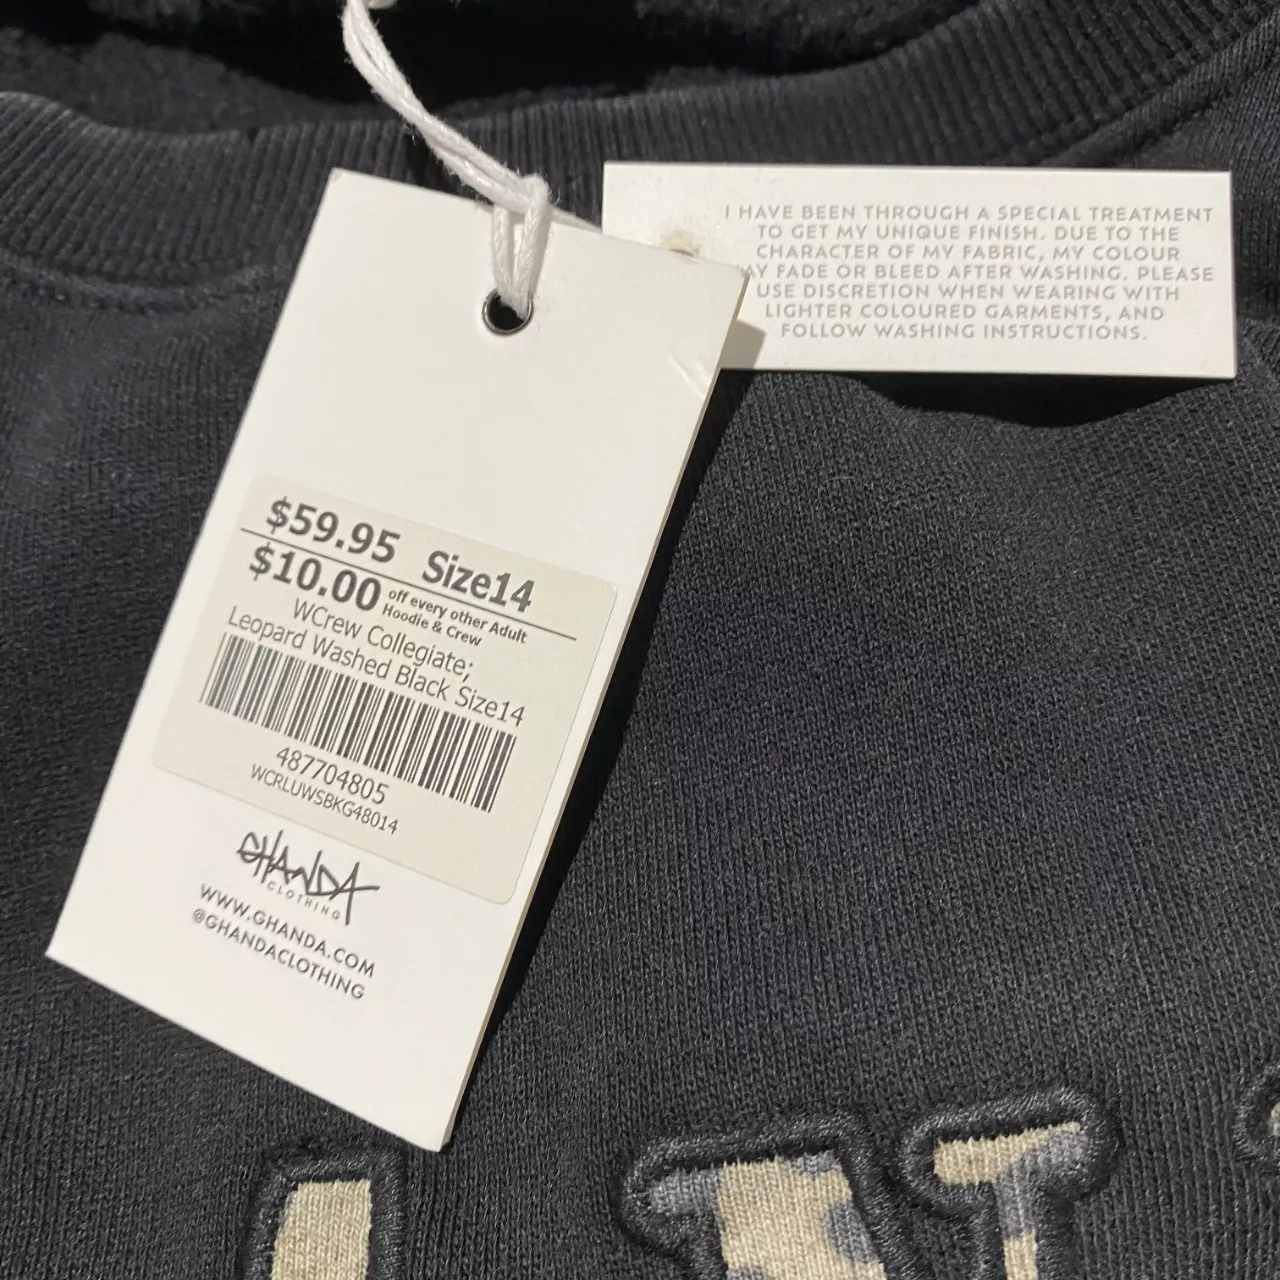 I HAVE BEEN THROUGH A SPECIAL TREATMENT
TO GET MY UNIQUE FINISH. DUE TO THE
CHARACTER OF MY FABRIC, MY COLOUR
AY FADE OR BLEED AFTER WASHING. PLEASE
USE DISCRETION WHEN WEARING WITH
LIGHTER COLOURED GARMENTS, AND
FOLLOW WASHING INSTRUCTIONS.
$59.95 Size14
$10.00 off every other Adult
Hoodie & Crew
WCrew Collegiate;
Leopard Washed Black Size14
487704805
WCRLUWSBKG48014
GHANDA
CLOTHING
WWW.GHANDA.COM
@GHANDACLOTHING